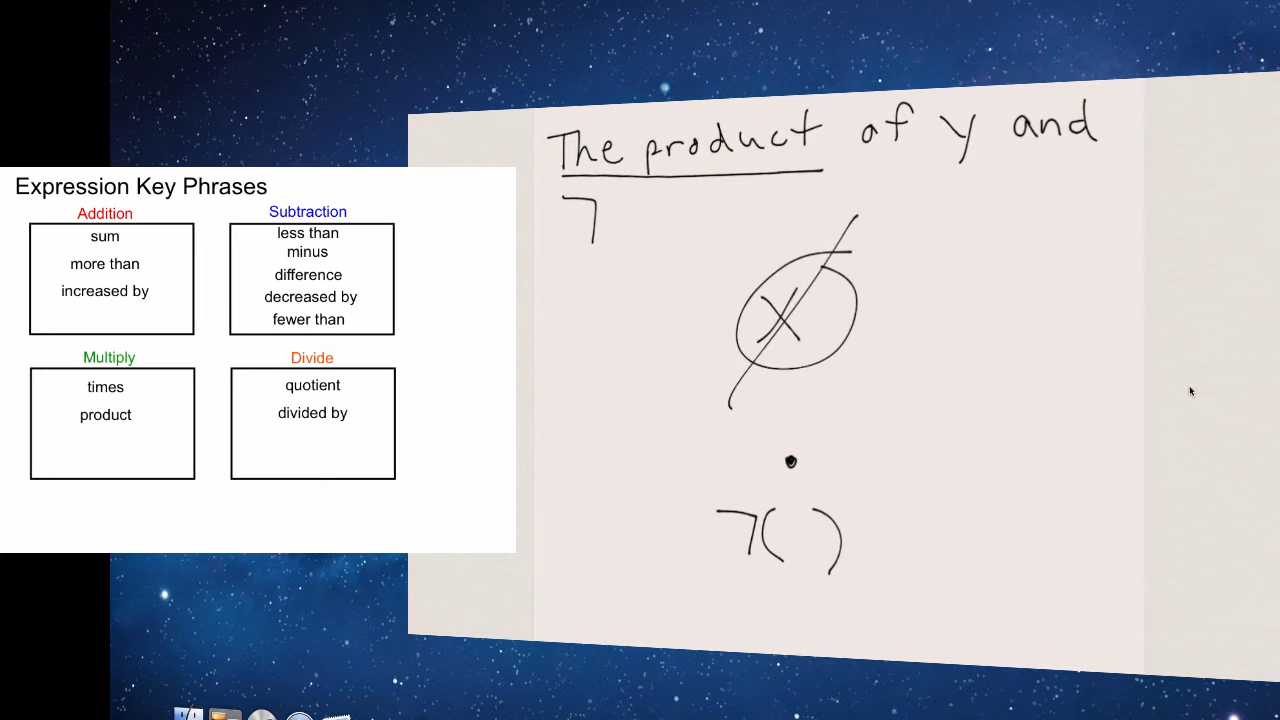 Expression Key Phrases
Addition
sum
more than
increased by
Subtraction
less than
minus
difference
decreased by
fewer than
Multiply
times
product
Divide
quotient
divided by
The product of y and
7
x
•
7( )